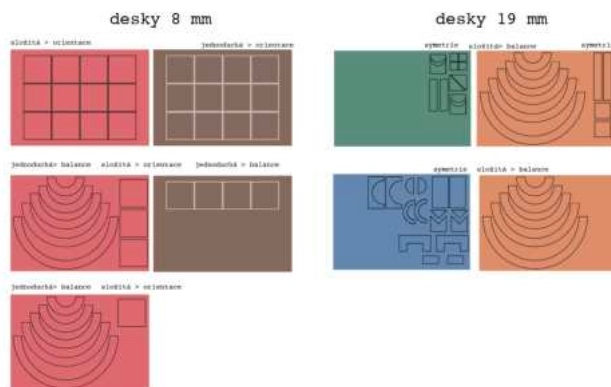 desky 8 mm
desky 19 mm
složitá > orientace
jednoduchá > orientace
symetrie
složitá> balance
symetrie
jednoduchá> balance
složitá > orientace
jednoduchá > balance
symetrie
složitá > balance
jednoduchá> balance
složitá > orientace